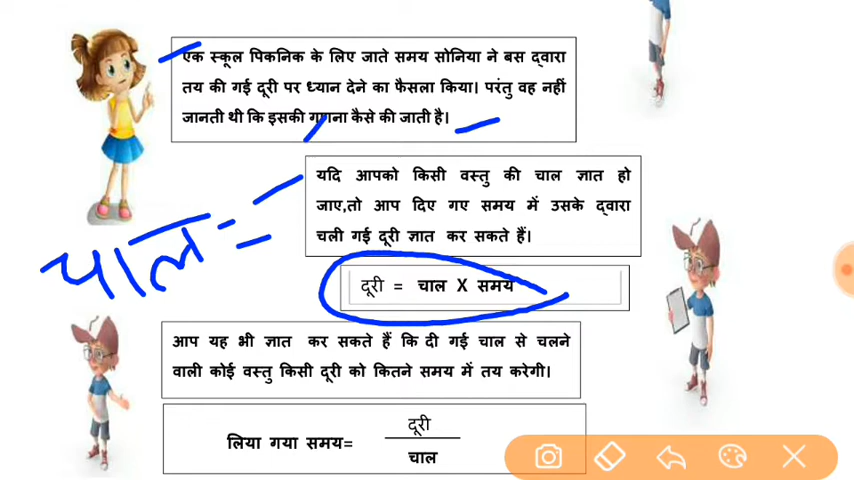 एक स्कूल पिकनिक के लिए जाते समय सोनिया ने बस द्वारा
तय की गई दूरी पर ध्यान देने का फैसला किया। परंतु वह नहीं
जानती थी कि इसकी गणना कैसे की जाती है।
यदि आपको किसी वस्तु की चाल ज्ञात हो
जाए,तो आप दिए गए समय में उसके द्वारा
चली गई दूरी ज्ञात कर सकते हैं।
चाल =
दूरी = चाल X समय
आप यह भी ज्ञात कर सकते हैं कि दी गई चाल से चलने
वाली कोई वस्तु किसी दूरी को कितने समय में तय करेगी।
लिया गया समय=
दूरी
चाल